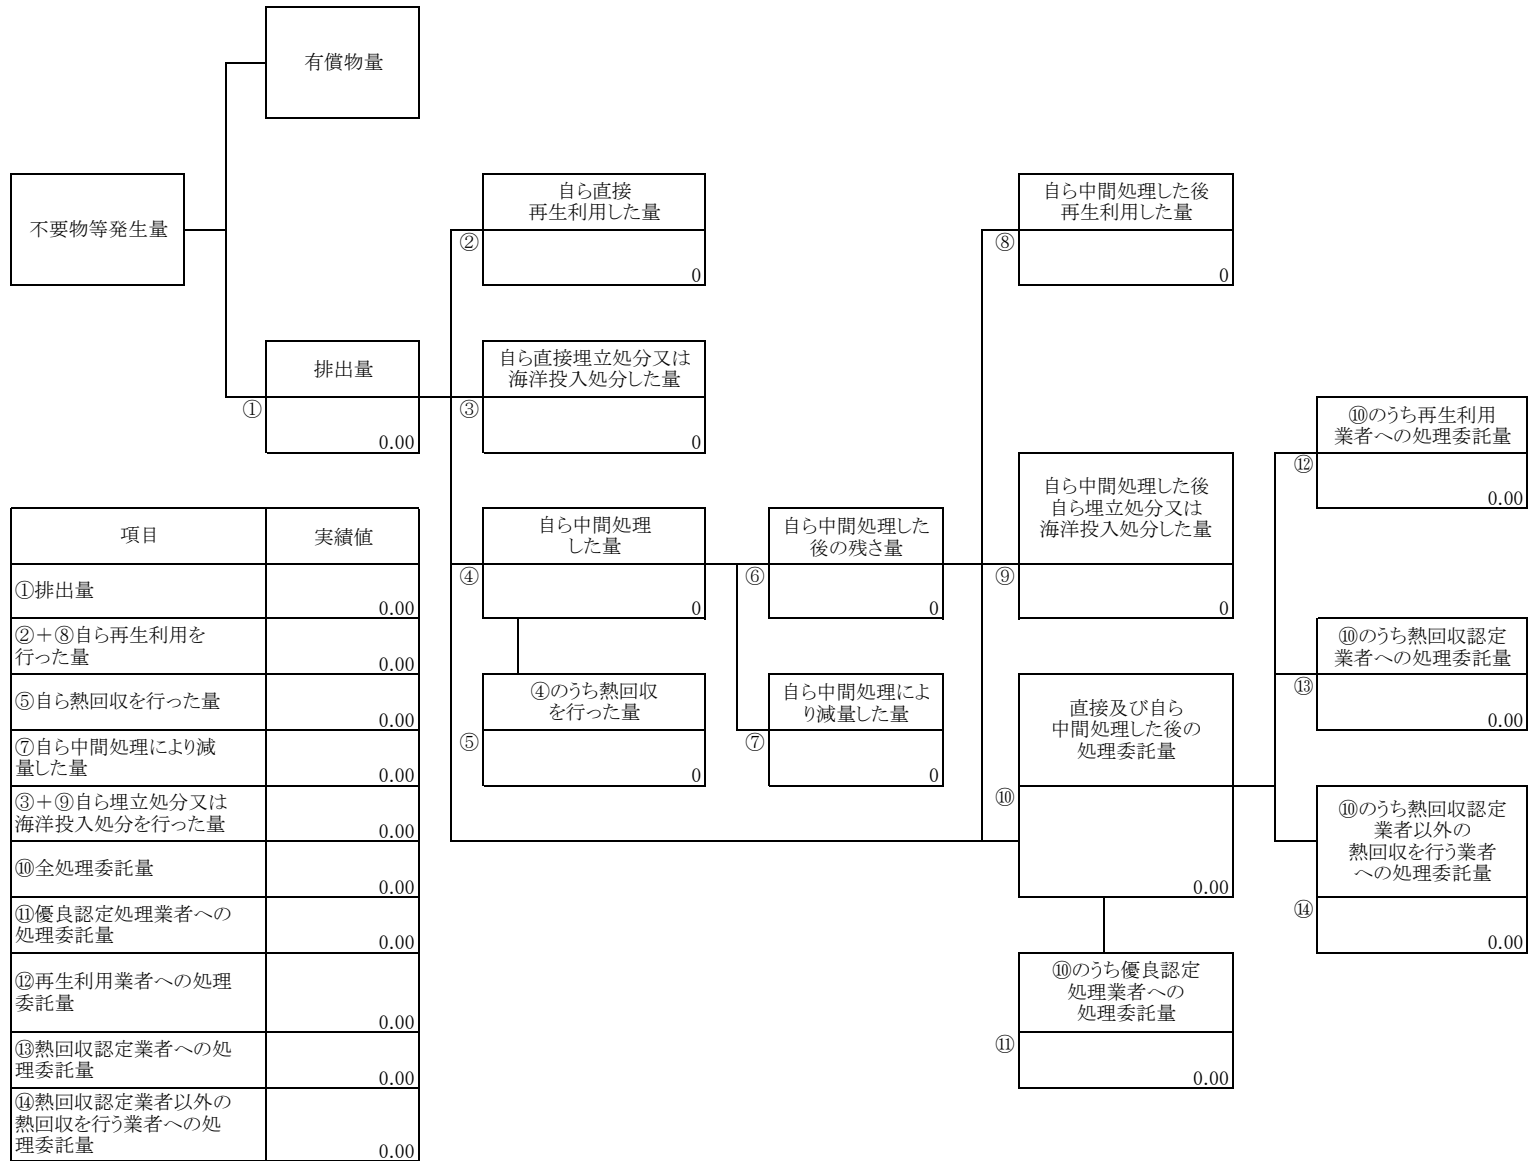 有償物量
不要物等発生量
排出量
①
0.00
自ら直接
再生利用した量
②
0
自ら直接埋立処分又は
海洋投入処分した量
③
0
自ら中間処理
した量
④
0
④のうち熱回収
を行った量
⑤
0
自ら中間処理した
後の残さ量
⑥
0
自ら中間処理によ
り減量した量
⑦
0
自ら中間処理した後
再生利用した量
⑧
0
自ら中間処理した後
自ら埋立処分又は
海洋投入処分した量
⑨
0
直接及び自ら
中間処理した後の
処理委託量
⑩
0.00
⑩のうち優良認定
処理業者への
処理委託量
⑪
0.00
⑩のうち再生利用
業者への処理委託量
⑫
0.00
⑩のうち熱回収認定
業者への処理委託量
⑬
0.00
⑩のうち熱回収認定
業者以外の
熱回収を行う業者
への処理委託量
⑭
0.00
項目
実績値
①排出量
0.00
②＋⑧自ら再生利用を
行った量
0.00
⑤自ら熱回収を行った量
0.00
⑦自ら中間処理により減
量した量
0.00
③＋⑨自ら埋立処分又は
海洋投入処分を行った量
0.00
⑩全処理委託量
0.00
⑪優良認定処理業者への
処理委託量
0.00
⑫再生利用業者への処理
委託量
0.00
⑬熱回収認定業者への処
理委託量
0.00
⑭熱回収認定業者以外の
熱回収を行う業者への処
理委託量
0.00